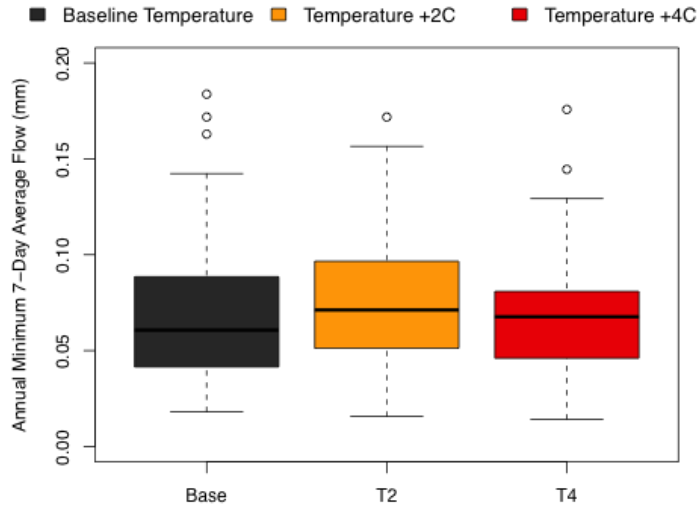 Baseline Temperature Temperature +2C Temperature +4C
Annual Minimum 7-Day Average Flow (mm)
0.20
0.15
0.10
0.05
0.00
Base T2 T4